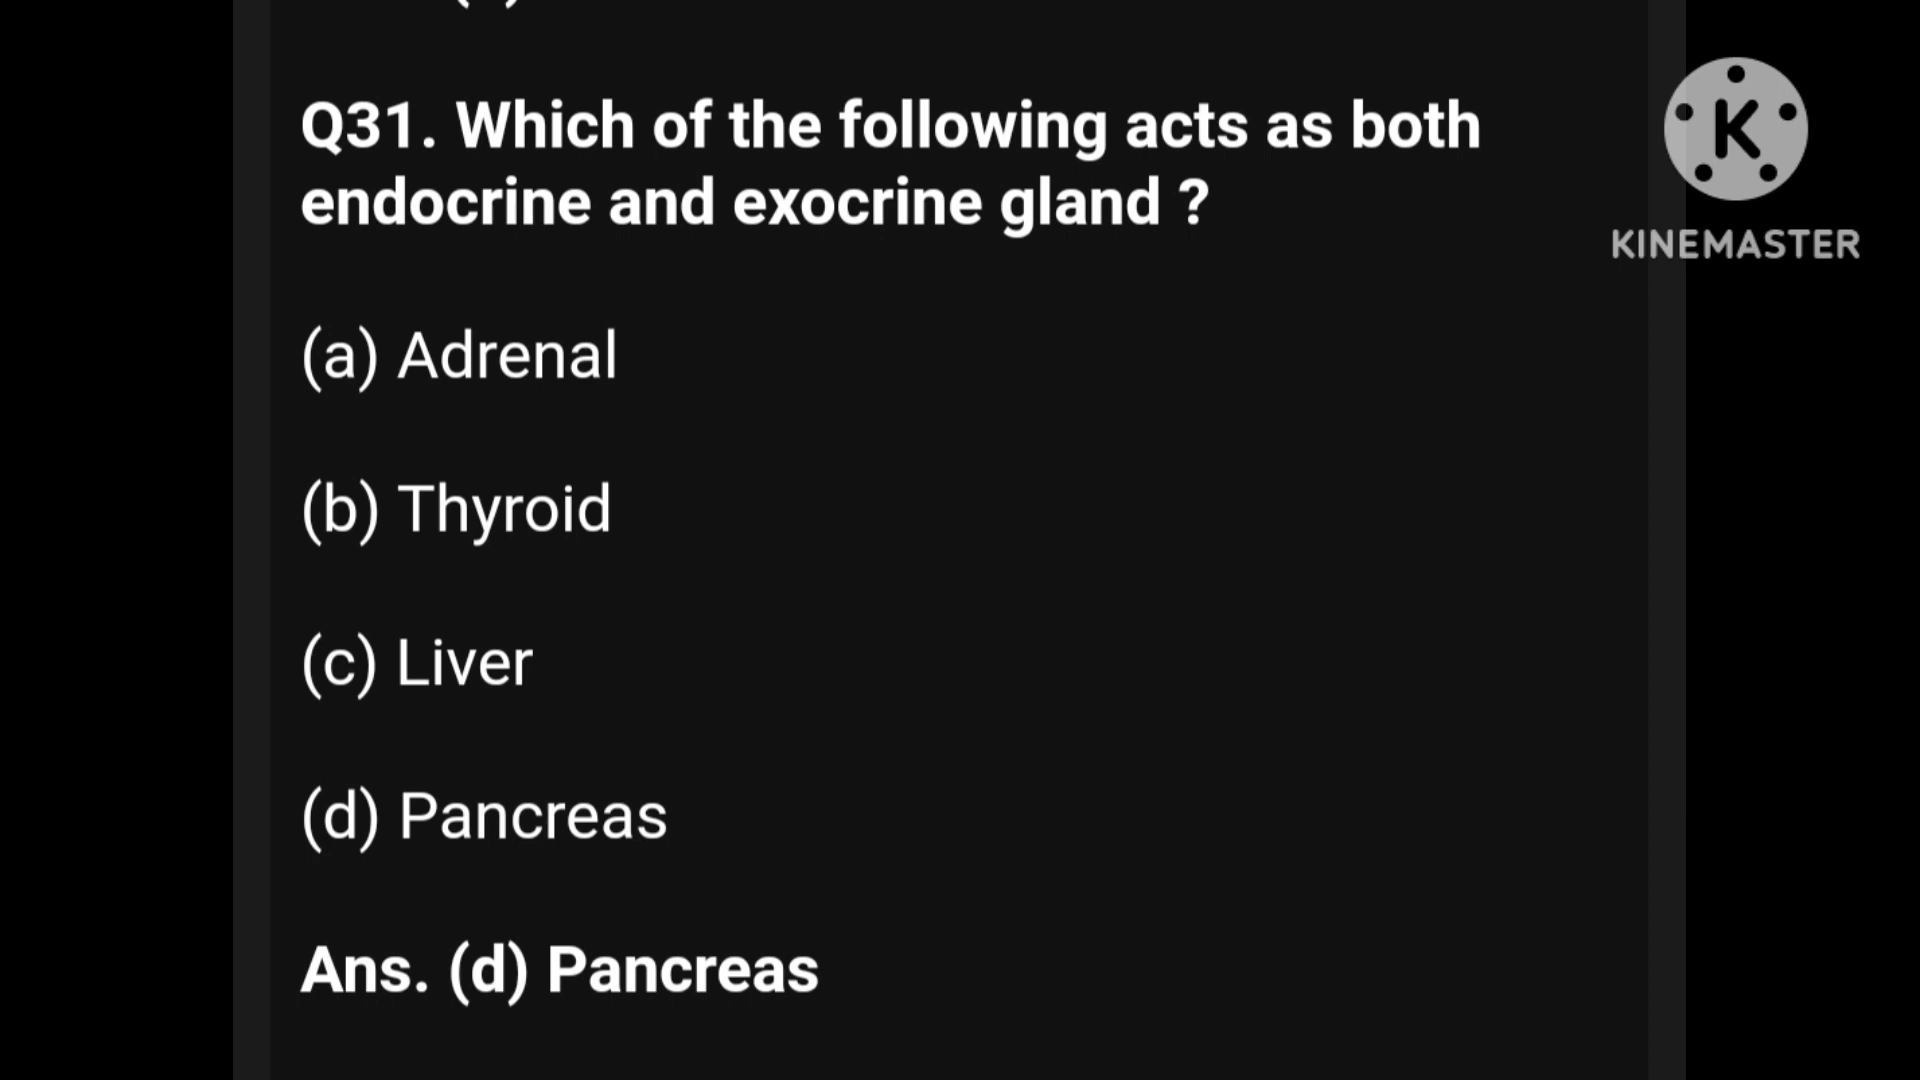 Q31. Which of the following acts as both
endocrine and exocrine gland ?
(a) Adrenal
(b) Thyroid
(c) Liver
(d) Pancreas
Ans. (d) Pancreas
K
KINEMASTER